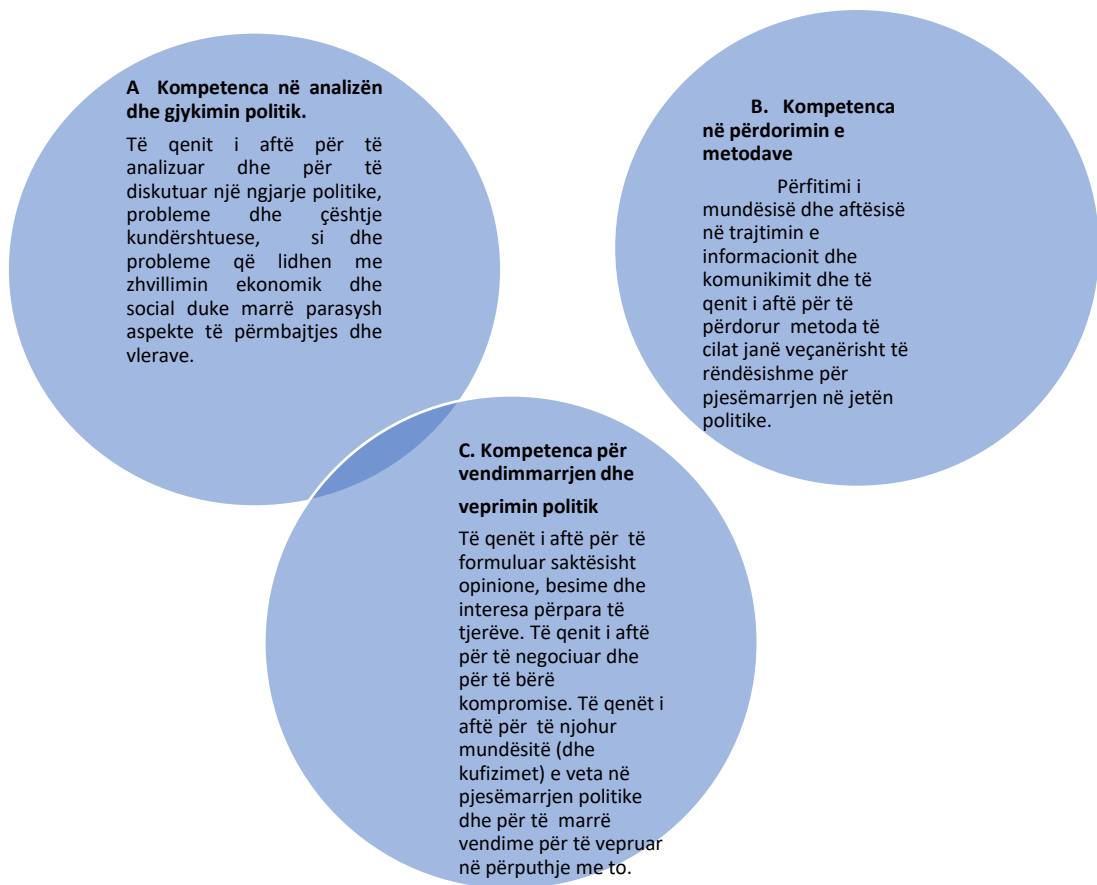 A Kompetenca në analizën
dhe gjykimin politik.
Të qenit i aftë për të
analizuar dhe për të
diskutuar një ngjarje politike,
probleme dhe çështje
kundërshtuese, si dhe
probleme që lidhen me
zhvillimin ekonomik dhe
social duke marrë parasysh
aspekte të përmbajtjes dhe
vlerave.
B. Kompetenca
në përdorimin e
metodave
Përfitimi i
mundësisë dhe aftësisë
në trajtimin e
informacionit dhe
komunikimit dhe të
qenit i aftë për të
përdorur metoda të
cilat janë veçanërisht të
rëndësishme për
pjesëmarrjen në jetën
politike.
C. Kompetenca për
vendimmarrjen dhe
veprimin politik
Të qenët i aftë për të
formuluar saktësisht
opinione, besime dhe
interesa përpara të
tjerëve. Të qenit i aftë
për të negociuar dhe
për të bërë
kompromise. Të qenët i
aftë për të njohur
mundësitë (dhe
kufizimet) e veta në
pjesëmarrjen politike
dhe për të marrë
vendime për të vepruar
në përputhje me to.